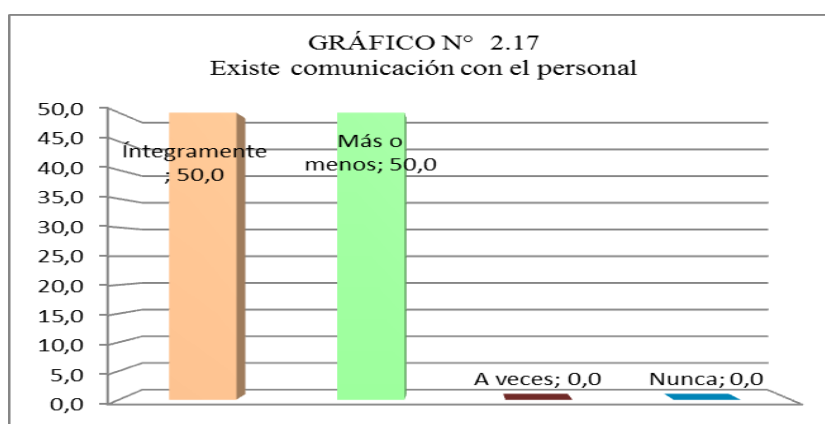 GRÁFICO N° 2.17
Existe comunicación con el personal
50,0
45,0
40,0
35,0
30,0
25,0
20,0
15,0
10,0
5,0
0,0
Íntegramente
; 50,0
Más o
menos; 50,0
A veces; 0,0
Nunca; 0,0